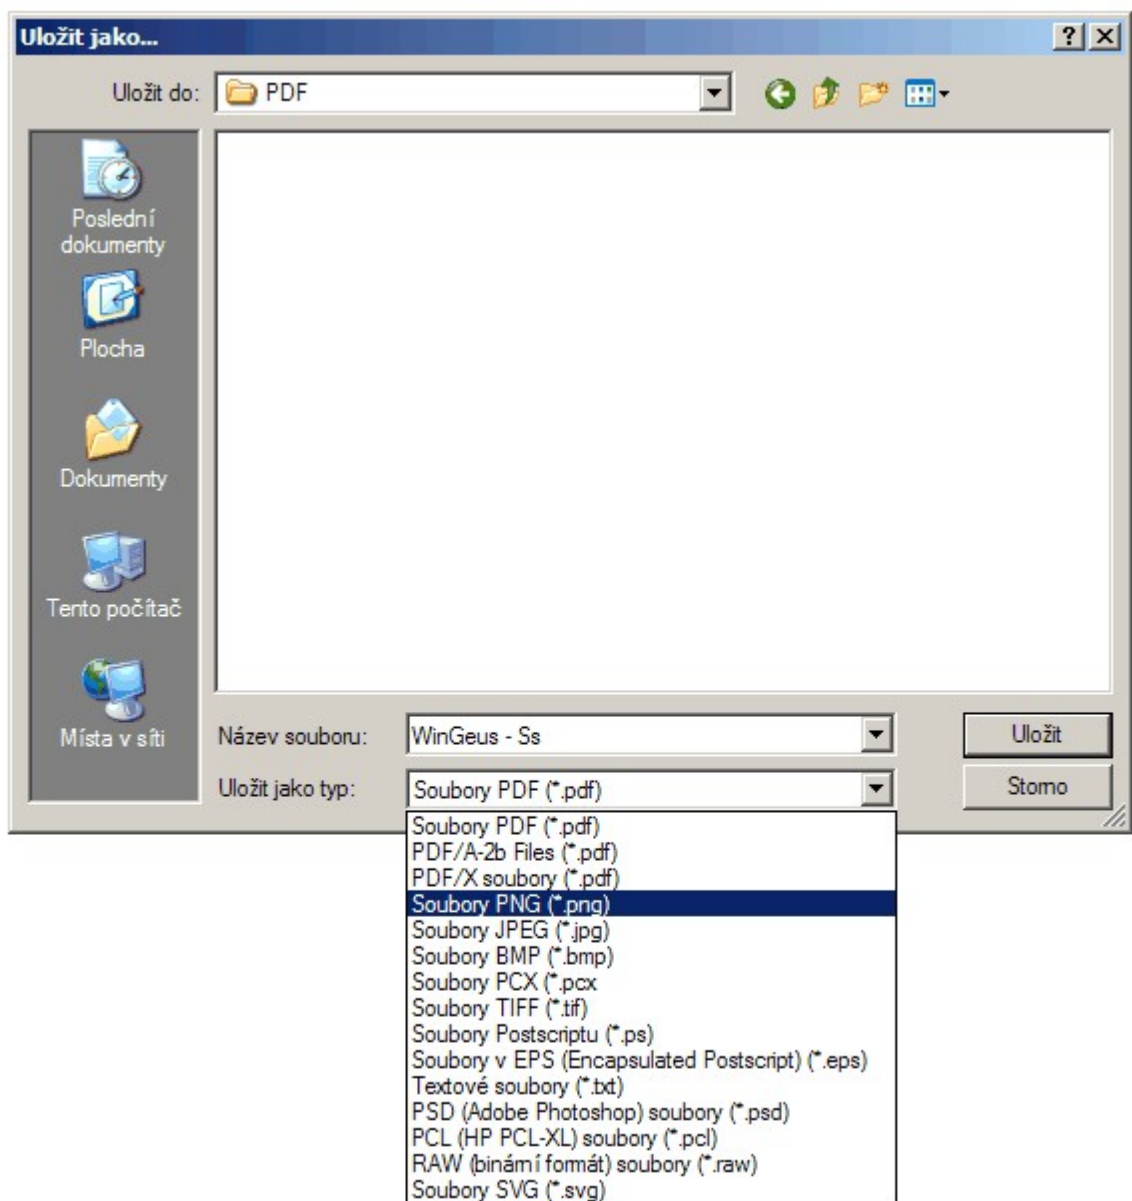 Uložit jako...
Uložit do:
PDF
Poslední
dokumenty
Plocha
Dokumenty
Tento počítač
Místa v síti
Název souboru:
WinGeus - Ss
Uložit
Uložit jako typ:
Soubory PDF (*.pdf)
Storno
Soubory PDF (*.pdf)
PDF/A-2b Files (*.pdf)
PDF/X soubory (*.pdf)
Soubory PNG (*.png)
Soubory JPEG (*.jpg)
Soubory BMP (*.bmp)
Soubory PCX (*.pcx
Soubory TIFF (*.tif)
Soubory Postscriptu (*.ps)
Soubory v EPS (Encapsulated Postscript) (*.eps)
Textové soubory (*.txt)
PSD (Adobe Photoshop) soubory (*.psd)
PCL (HP PCL-XL) soubory (*.pcl)
RAW (binární formát) soubory (*.raw)
Soubory SVG (*.svg)